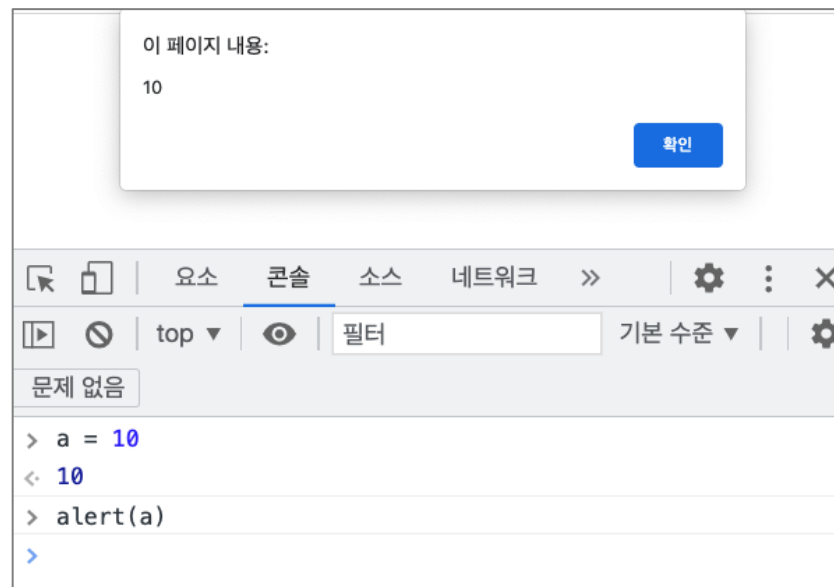 이 페이지 내용:
10
확인
요소 콘솔 소스 네트워크
top 필터 기본 수준
문제 없음
> a = 10
<· 10
> alert(a)
>